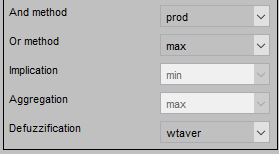 And method prod
Or method max
Implication min
Aggregation max
Defuzzification wtaver